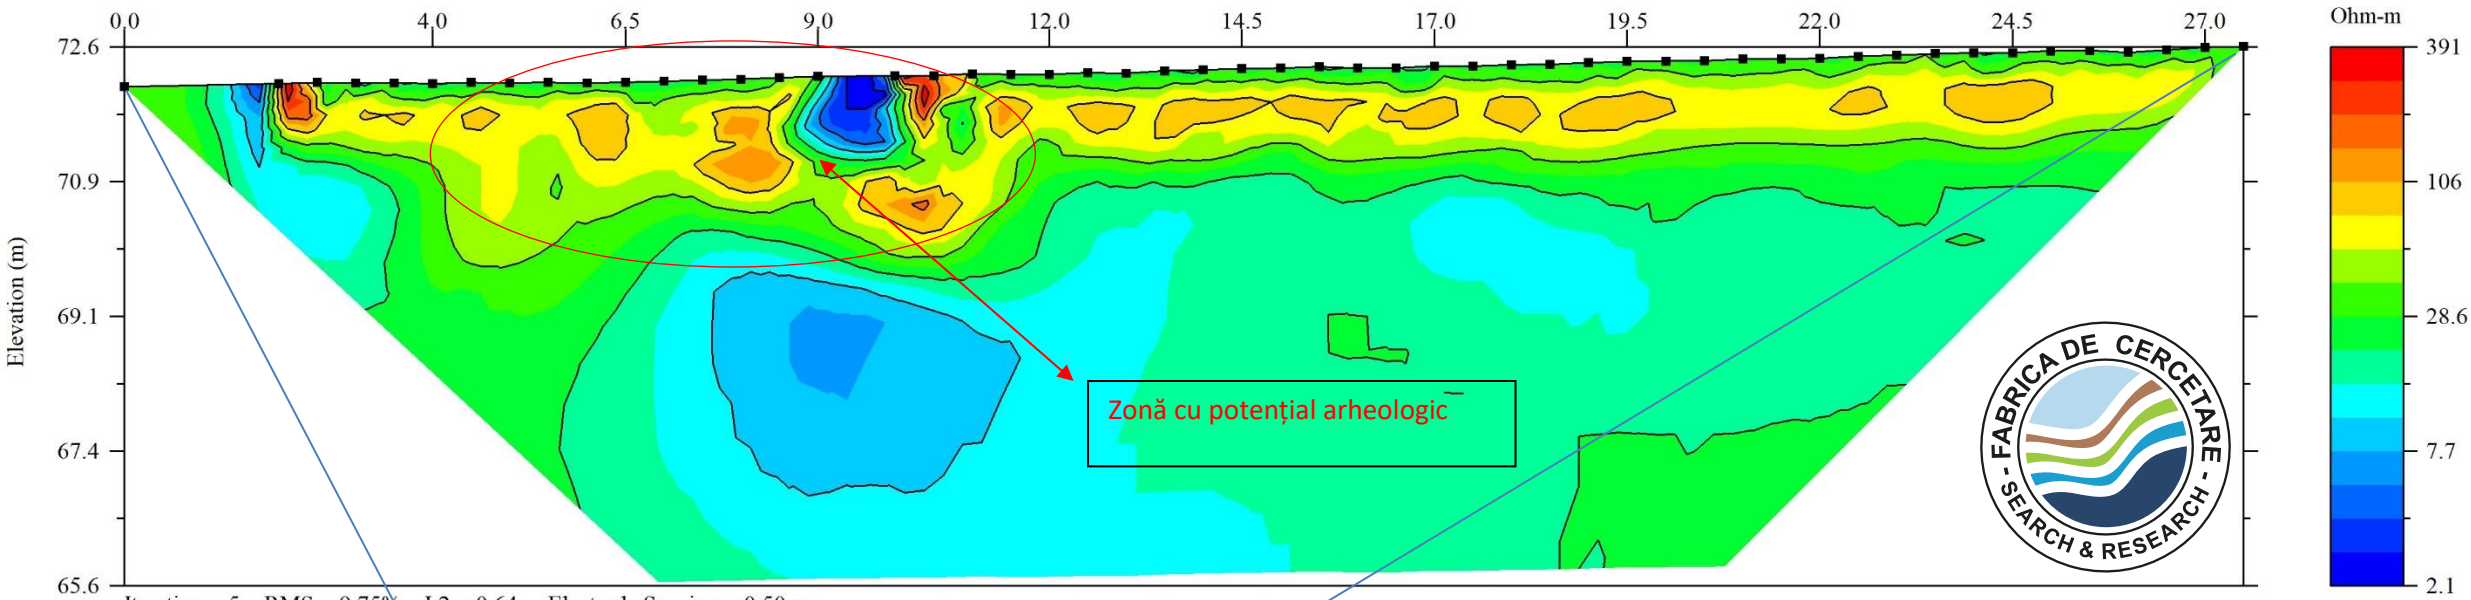 0.0 4.0 6.5 9.0 12.0 14.5 17.0 19.5 22.0 24.5 27.0
Ohm-m
72.6
70.9
69.1
67.4
65.6
Elevation (m)
391
106
28.6
7.7
2.1
Zonă cu potențial arheologic
FABRICA DE CERCETARE
- SEARCH & RESEARCH -